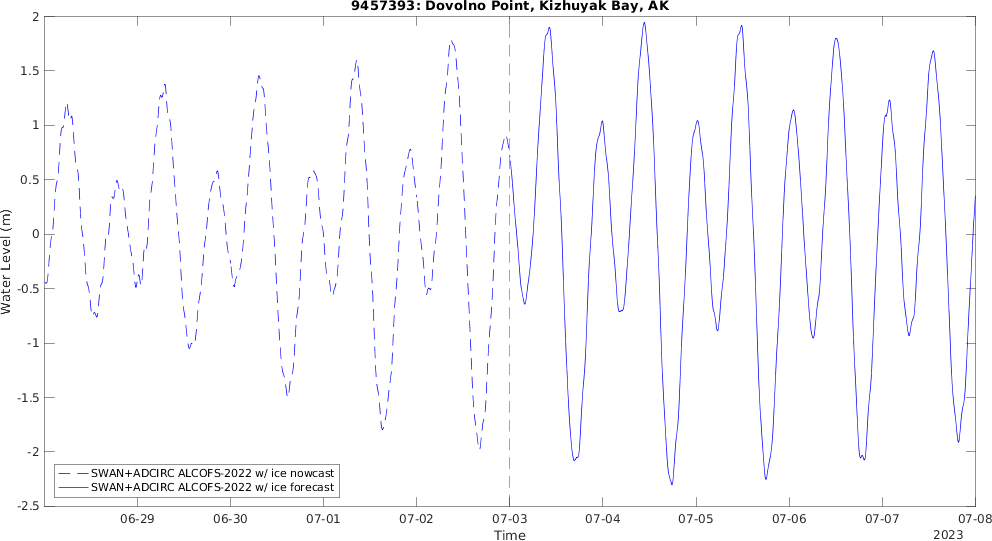 9457393: Dovolno Point, Kizhuyak Bay, AK
2
1.5
1
0.5
0
-0.5
-1
-1.5
-2
-2.5
Water Level (m)
SWAN+ADCIRC ALCOFS-2022 w/ ice nowcast
SWAN+ADCIRC ALCOFS-2022 w/ ice forecast
06-29 06-30 07-01 07-02 07-03 07-04 07-05 07-06 07-07 07-08
Time
2023